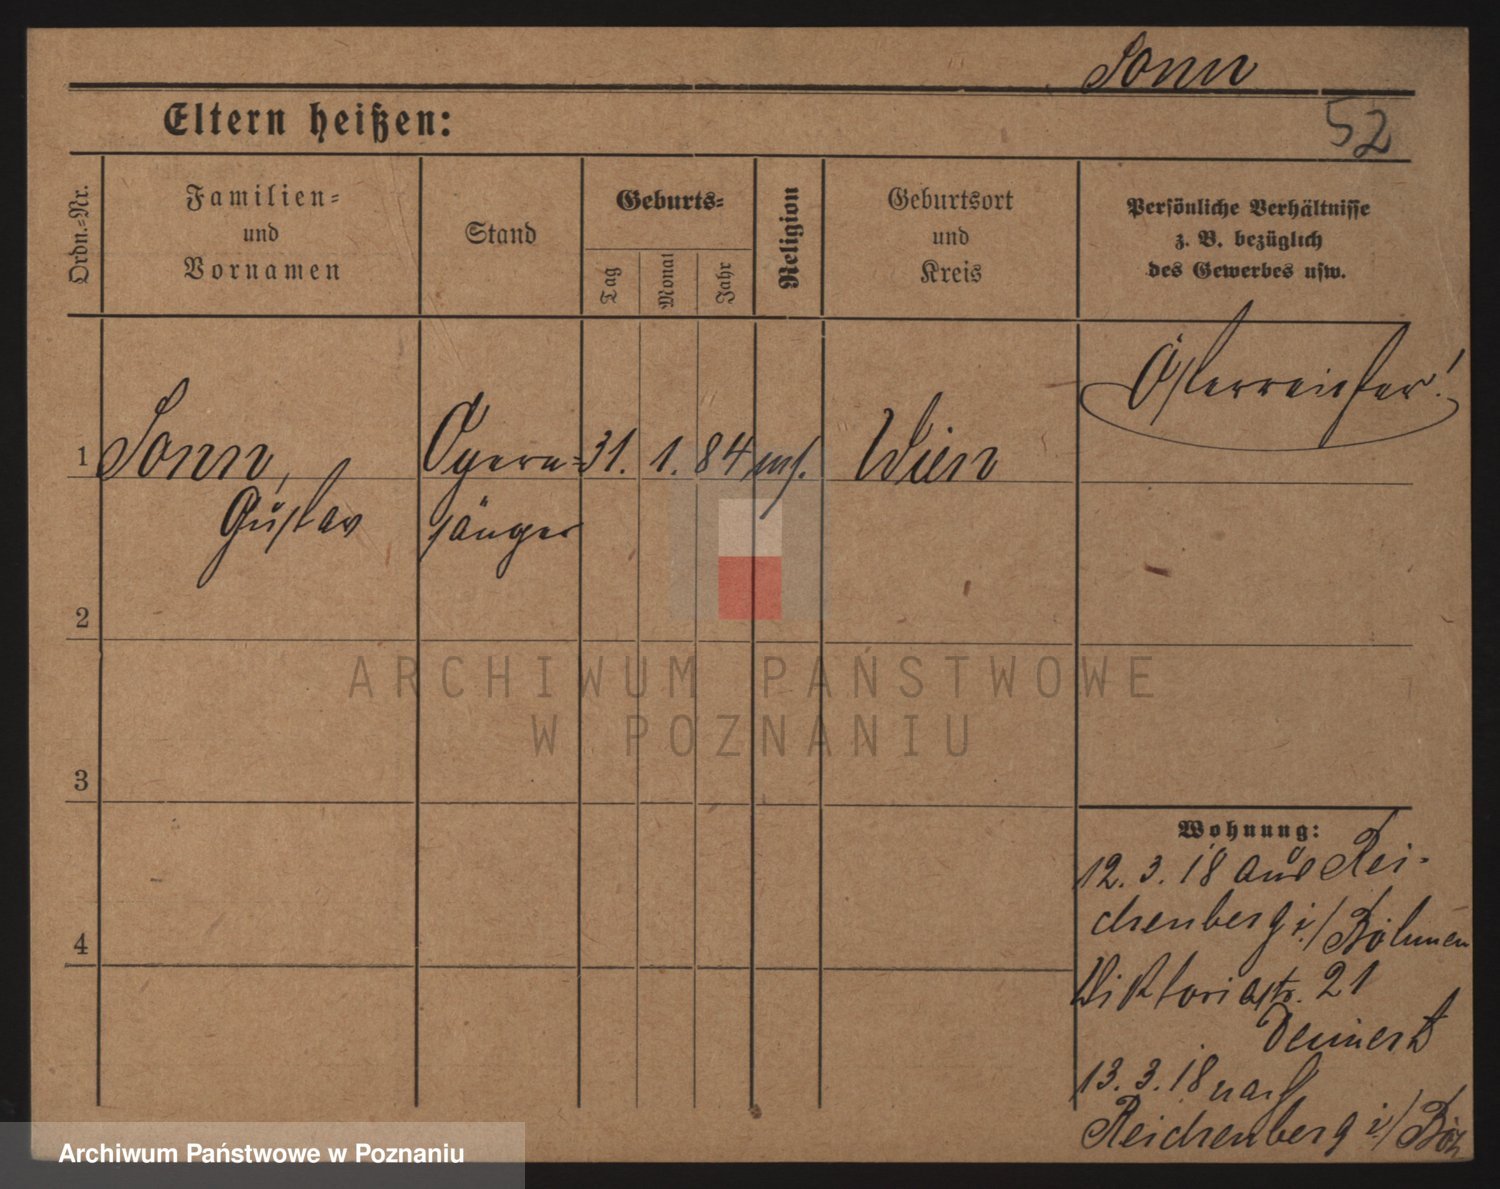 Sonn
Eltern heißen:
52
Ordn.-Nr.
Familien-
und
Vornamen
Stand
Geburts-
Tag
Monat
Jahr
Religion
Geburtsort
und
Kreis
Persönliche Verhältnisse
z. B. bezüglich
des Gewerbes usw.
Österreicher!
1 Sonn, Opern- 31. 1. 84 mos. Wien
Gustav sänger
2
3
4
Wohnung:
12. 3. 18 aus Rei-
chenberg i/Böhmen
Viktoriastr. 21
13. 3. 18 nach
Reichenberg i/Böh
ARCHIWUM PAŃSTWOWE
W POZNANIU
Archiwum Państwowe w Poznaniu